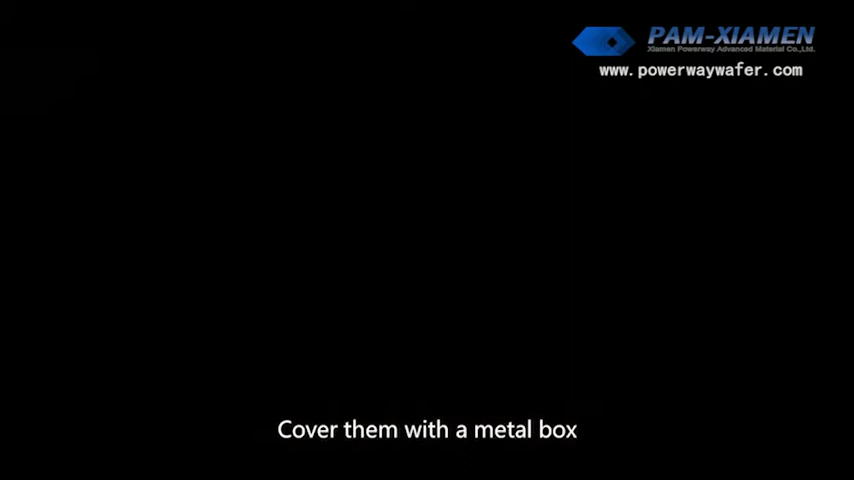 PAM-XIAMEN
Xiamen Powerway Advanced Material Co.,Ltd.
www.powerwaywafer.com
Cover them with a metal box